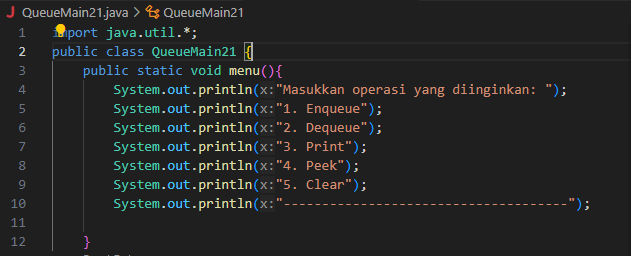 QueueMain21.java > QueueMain21
1 import java.util.*;
2 public class QueueMain21 {
3 public static void menu(){
4 System.out.println(x:"Masukkan operasi yang diinginkan: ");
5 System.out.println(x:"1. Enqueue");
6 System.out.println(x:"2. Dequeue");
7 System.out.println(x:"3. Print");
8 System.out.println(x:"4. Peek");
9 System.out.println(x:"5. Clear");
10 System.out.println(x:"-------------------------------------");
11
12 }